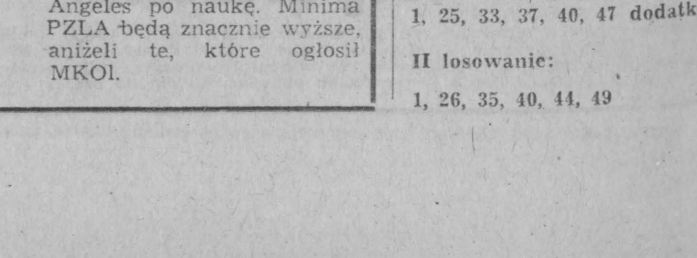 Angeles po naukę. Minima
PZLA będą znacznie wyższe,
aniżeli te, które ogłosił
MKOl.
1, 25, 33, 37, 40, 47 dodatk
II losowanie:
1, 26, 35, 40, 44, 49